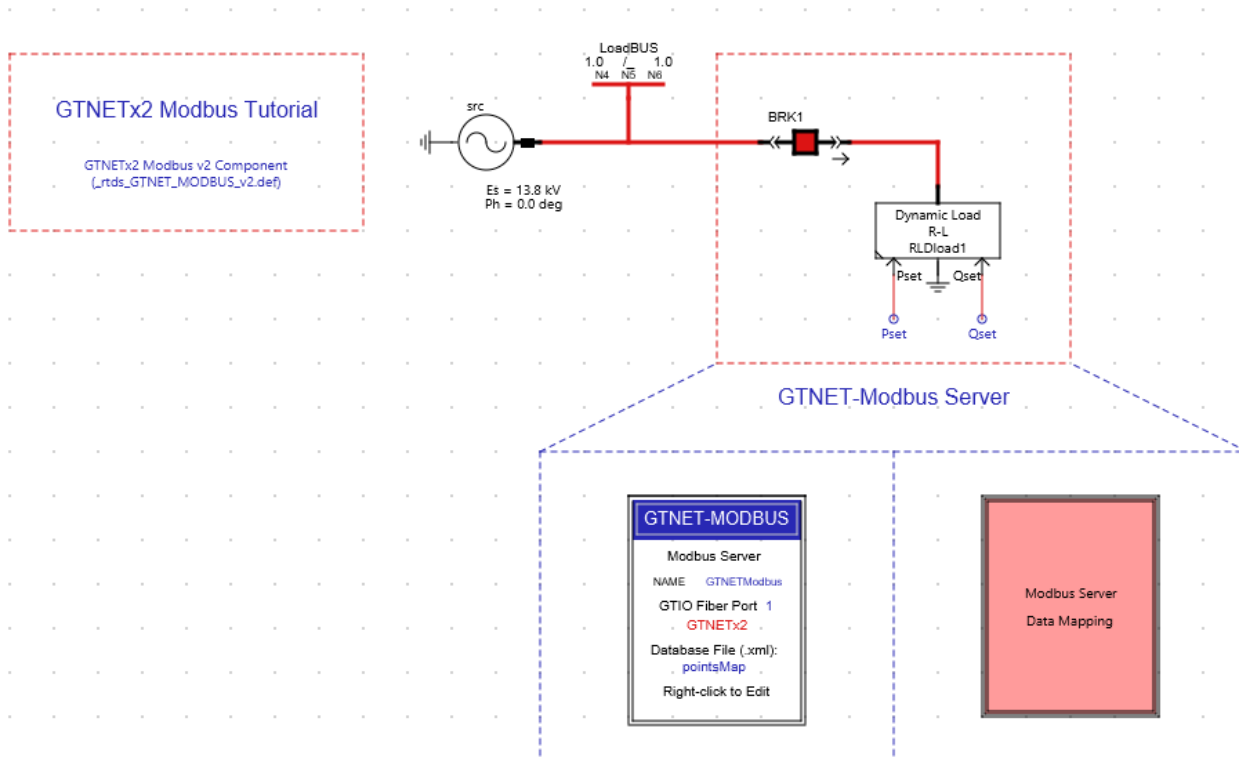 GTNETx2 Modbus Tutorial
GTNETx2 Modbus v2 Component
(_rtds_GTNET_MODBUS_v2.def)
src
Es = 13.8 kV
Ph = 0.0 deg
LoadBUS
1.0 /_ 1.0
N4 N5 N6
BRK1
Dynamic Load
R-L
RLDload1
Pset Qset
Pset Qset
GTNET-Modbus Server
GTNET-MODBUS
Modbus Server
NAME GTNETModbus
GTIO Fiber Port 1
GTNETx2
Database File (.xml):
pointsMap
Right-click to Edit
Modbus Server
Data Mapping